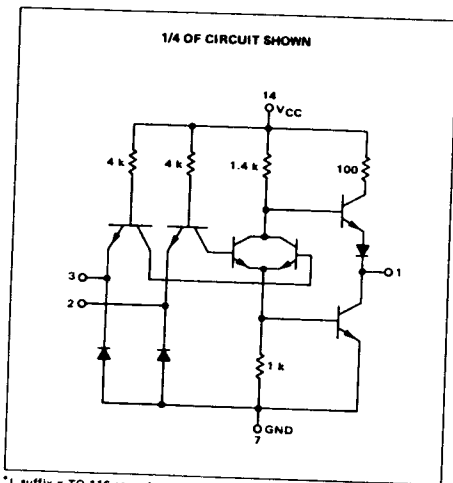 1/4 OF CIRCUIT SHOWN
14
VCC
4 k
4 k
1.4 k
100
3
1
2
1 k
GND
7